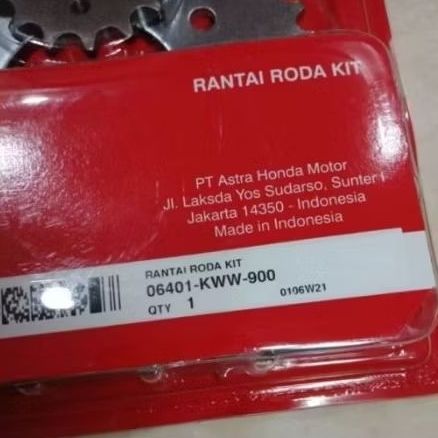 RANTAI RODA KIT
PT Astra Honda Motor
Jl. Laksda Yos Sudarso, Sunter I
Jakarta 14350 - Indonesia
Made in Indonesia
RANTAI RODA KIT
06401-KWW-900
QTY 1
0106W21